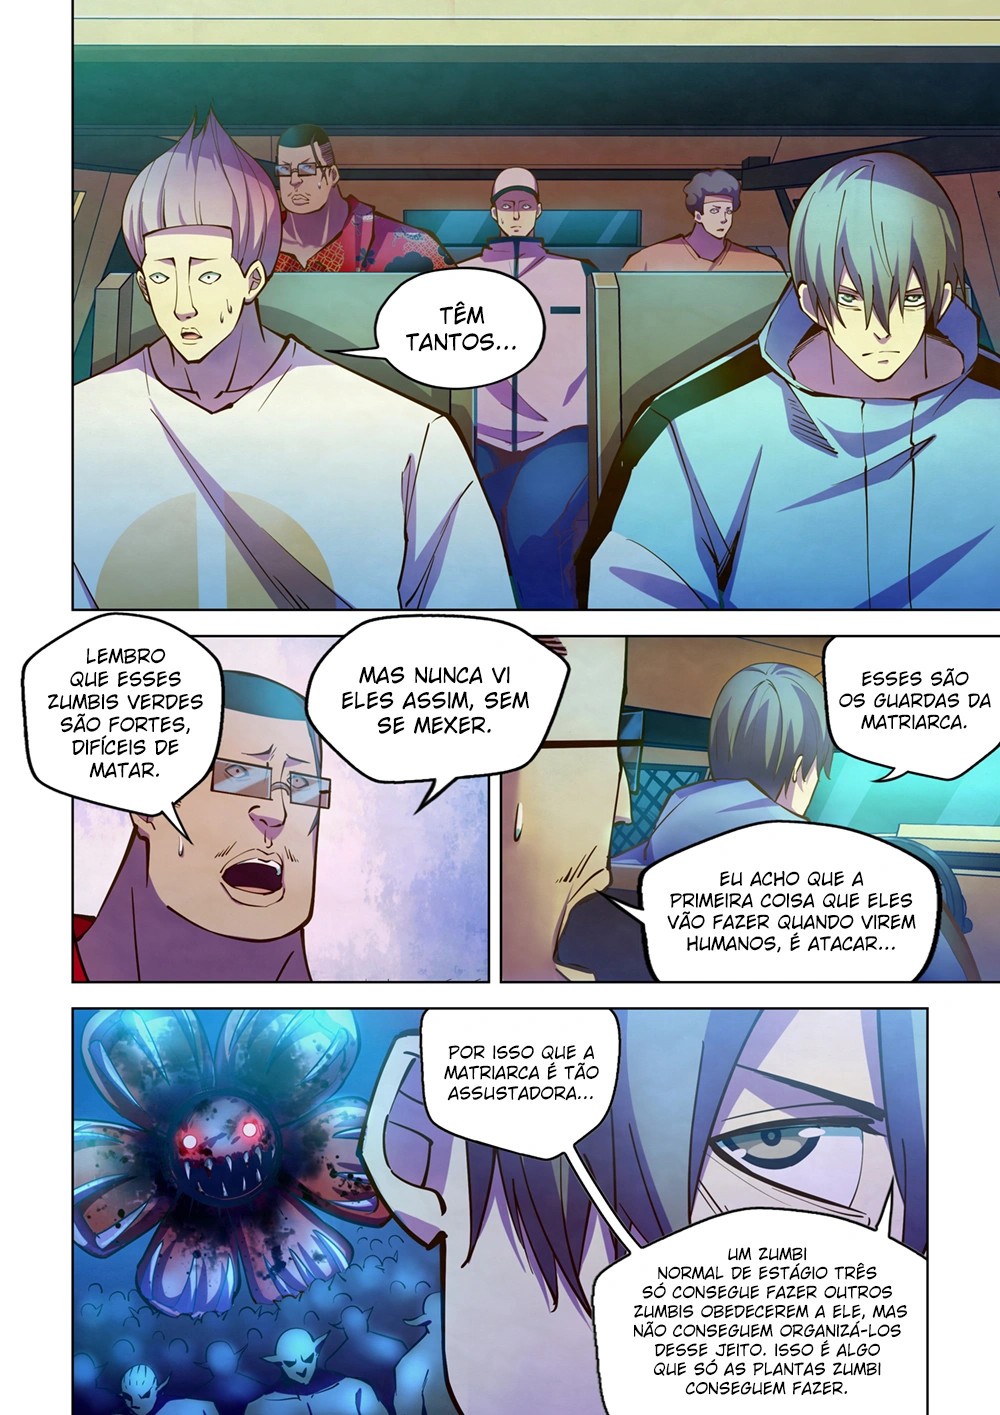 TÊM
TANTOS...
LEMBRO
QUE ESSES
ZUMBIS VERDES
SÃO FORTES,
DIFÍCEIS DE
MATAR.
MAS NUNCA VI
ELES ASSIM, SEM
SE MEXER.
ESSES SÃO
OS GUARDAS DA
MATRIARCA.
EU ACHO QUE A
PRIMEIRA COISA QUE ELES
VÃO FAZER QUANDO VIREM
HUMANOS, É ATACAR...
POR ISSO QUE A
MATRIARCA É TÃO
ASSUSTADORA...
UM ZUMBI
NORMAL DE ESTÁGIO TRÊS
SÓ CONSEGUE FAZER OUTROS
ZUMBIS OBEDECEREM A ELE, MAS
NÃO CONSEGUEM ORGANIZÁ-LOS
DESSE JEITO. ISSO É ALGO
QUE SÓ AS PLANTAS ZUMBI
CONSEGUEM FAZER.